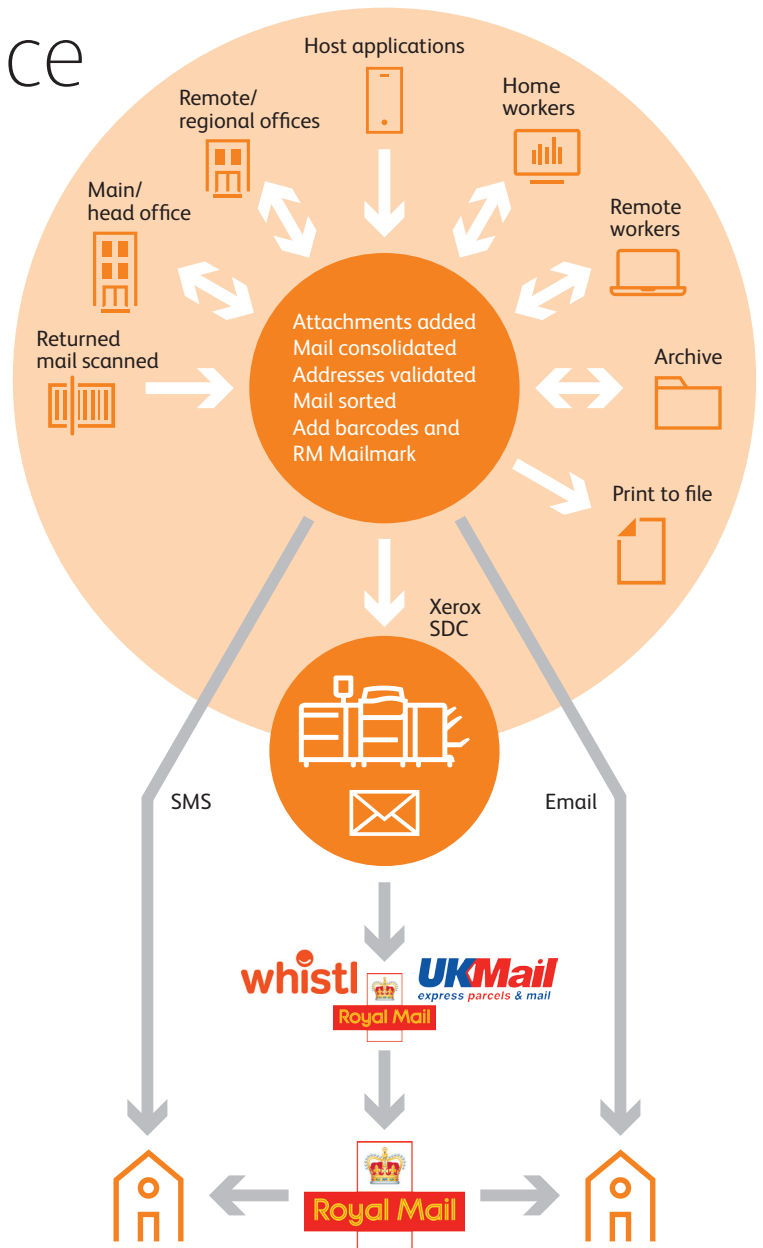 ce
Host applications
Remote/
regional offices
Home
workers
Main/
head office
Remote
workers
Returned
mail scanned
Attachments added
Mail consolidated
Addresses validated
Mail sorted
Add barcodes and
RM Mailmark
Archive
Print to file
Xerox
SDC
SMS
Email
whistl
UKMail
express parcels & mail
Royal Mail
Royal Mail